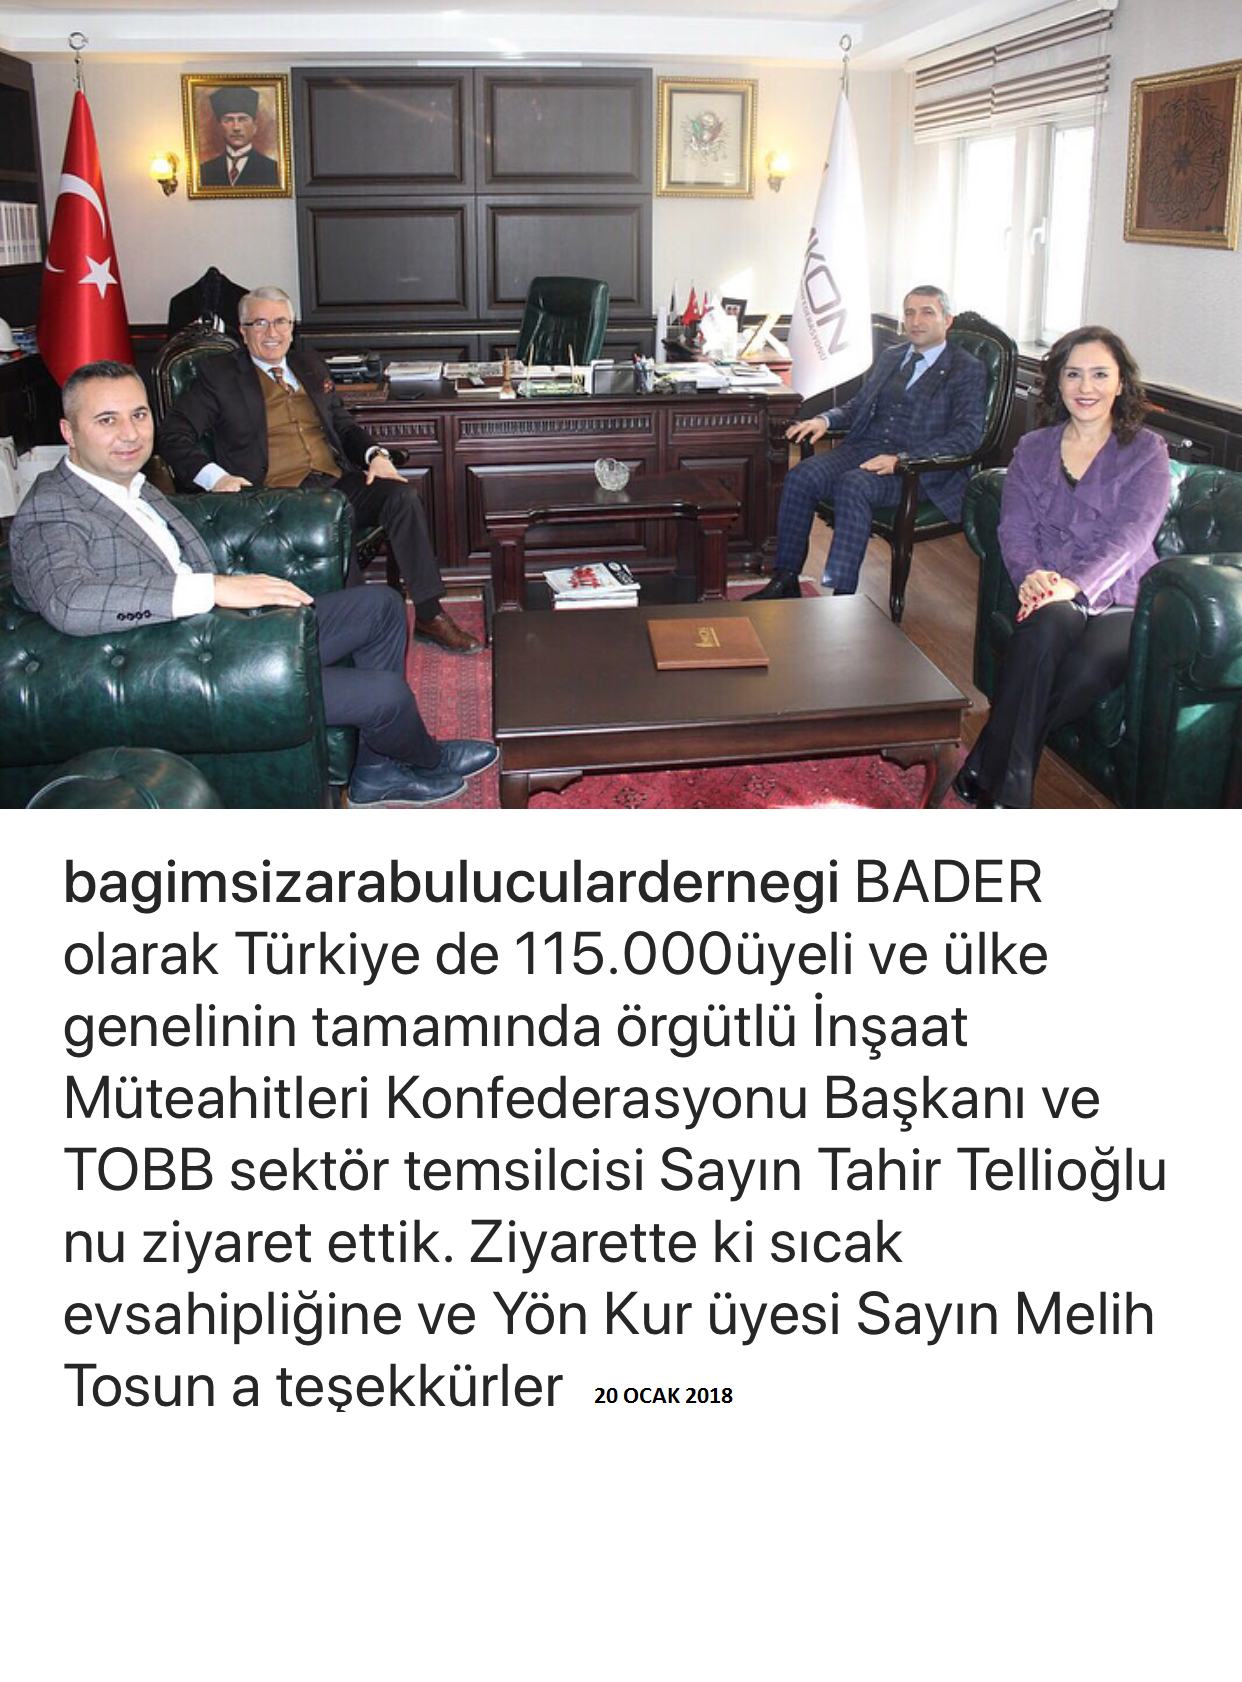 KON
bagimsizarabulucuIardernegi BADER
olarak Türkiye de 115.000üyeli ve ülke
genelinin tamamında örgütlü İnşaat
Müteahitleri Konfederasyonu Başkanı ve
TOBB sektör temsilcisi Sayın Tahir Tellioğlu
nu ziyaret ettik. Ziyarette ki sıcak
evsahipliğine ve Yön Kur üyesi Sayın Melih
Tosun a teşekkürler 20 OCAK 2018